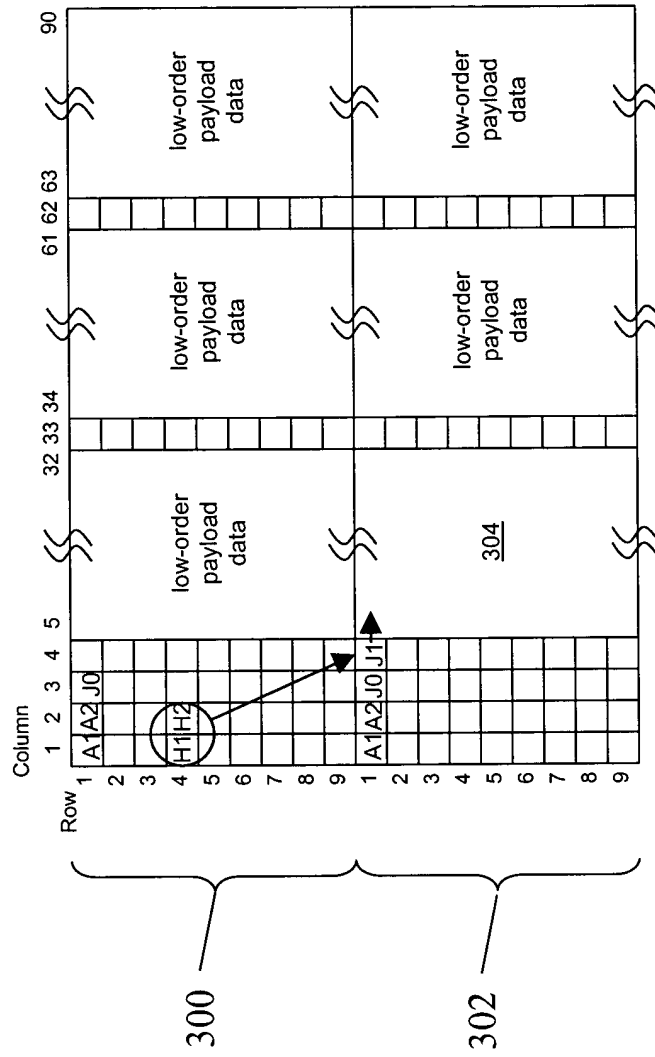 Column
1 2 3 4 5 32 33 34 61 62 63 90
Row
1 A1 A2 J0
2
3
4 H1 H2
5
6
7
8
9
low-order
payload
data
low-order
payload
data
low-order
payload
data
300
1 A1 A2 J0 J1
2
3
4
5
6
7
8
9
304
low-order
payload
data
low-order
payload
data
302